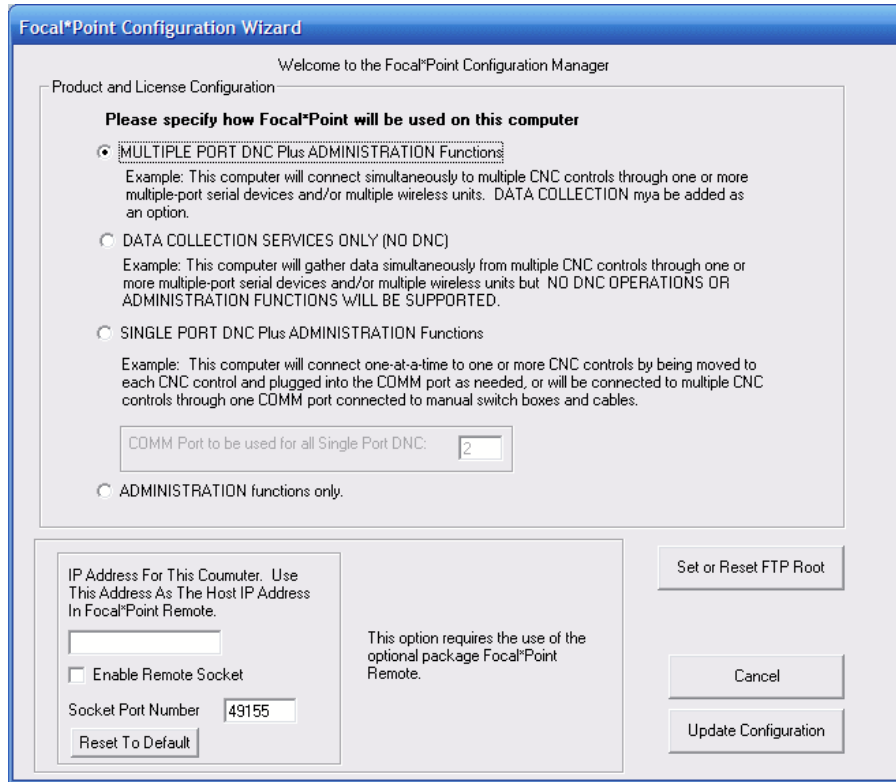 Focal*Point Configuration Wizard
Welcome to the Focal*Point Configuration Manager
Product and License Configuration
Please specify how Focal*Point will be used on this computer
MULTIPLE PORT DNC Plus ADMINISTRATION Functions
Example: This computer will connect simultaneously to multiple CNC controls through one or more
multiple-port serial devices and/or multiple wireless units. DATA COLLECTION mya be added as
an option.
DATA COLLECTION SERVICES ONLY (NO DNC)
Example: This computer will gather data simultaneously from multiple CNC controls through one or
more multiple-port serial devices and/or multiple wireless units but NO DNC OPERATIONS OR
ADMINISTRATION FUNCTIONS WILL BE SUPPORTED.
SINGLE PORT DNC Plus ADMINISTRATION Functions
Example: This computer will connect one-at-a-time to one or more CNC controls by being moved to
each CNC control and plugged into the COMM port as needed, or will be connected to multiple CNC
controls through one COMM port connected to manual switch boxes and cables.
COMM Port to be used for all Single Port DNC: 2
ADMINISTRATION functions only.
IP Address For This Coumuter. Use
This Address As The Host IP Address
In Focal*Point Remote.
Enable Remote Socket
Socket Port Number 49155
Reset To Default
This option requires the use of the
optional package Focal*Point
Remote.
Set or Reset FTP Root
Cancel
Update Configuration